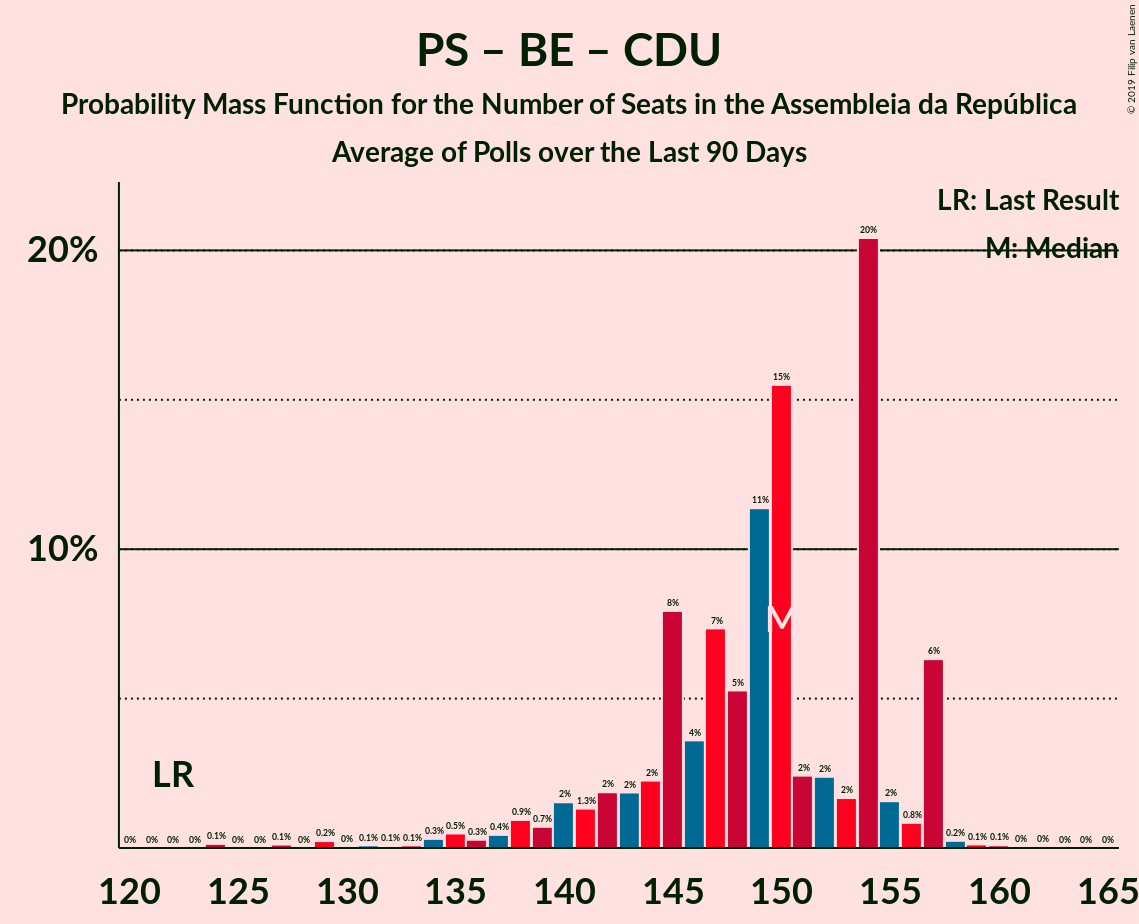 PS – BE – CDU
Probability Mass Function for the Number of Seats in the Assembleia da República
Average of Polls over the Last 90 Days
© 2019 Filip van Laenen
LR: Last Result
M: Median
20%
10%
0% 0% 0% 0% 0.1% 0% 0% 0.1% 0% 0.2% 0% 0.1% 0.1% 0.1% 0.3% 0.5% 0.3% 0.4% 0.9% 0.7% 2% 1.3% 2% 2% 2% 8% 4% 7% 5% 11% 15% 2% 2% 2% 20% 2% 0.8% 6% 0.2% 0.1% 0.1% 0% 0% 0% 0% 0%
M
LR
120 125 130 135 140 145 150 155 160 165